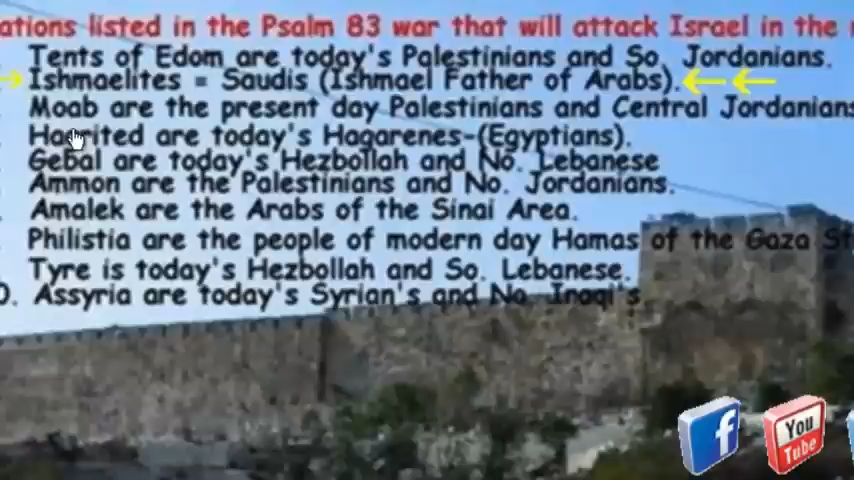 ations listed in the Psalm 83 war that will attack Israel in the
Tents of Edom are today's Palestinians and So. Jordanians.
Ishmaelites = Saudis (Ishmael Father of Arabs).
Moab are the present day Palestinians and Central Jordanians
Hagrited are today's Hagarenes-(Egyptians).
Gebal are today's Hezbollah and No. Lebanese
Ammon are the Palestinians and No. Jordanians.
Amalek are the Arabs of the Sinai Area.
Philistia are the people of modern day Hamas of the Gaza St
Tyre is today's Hezbollah and So. Lebanese.
0. Assyria are today's Syrian's and No. Iraqi's
f
You
Tube